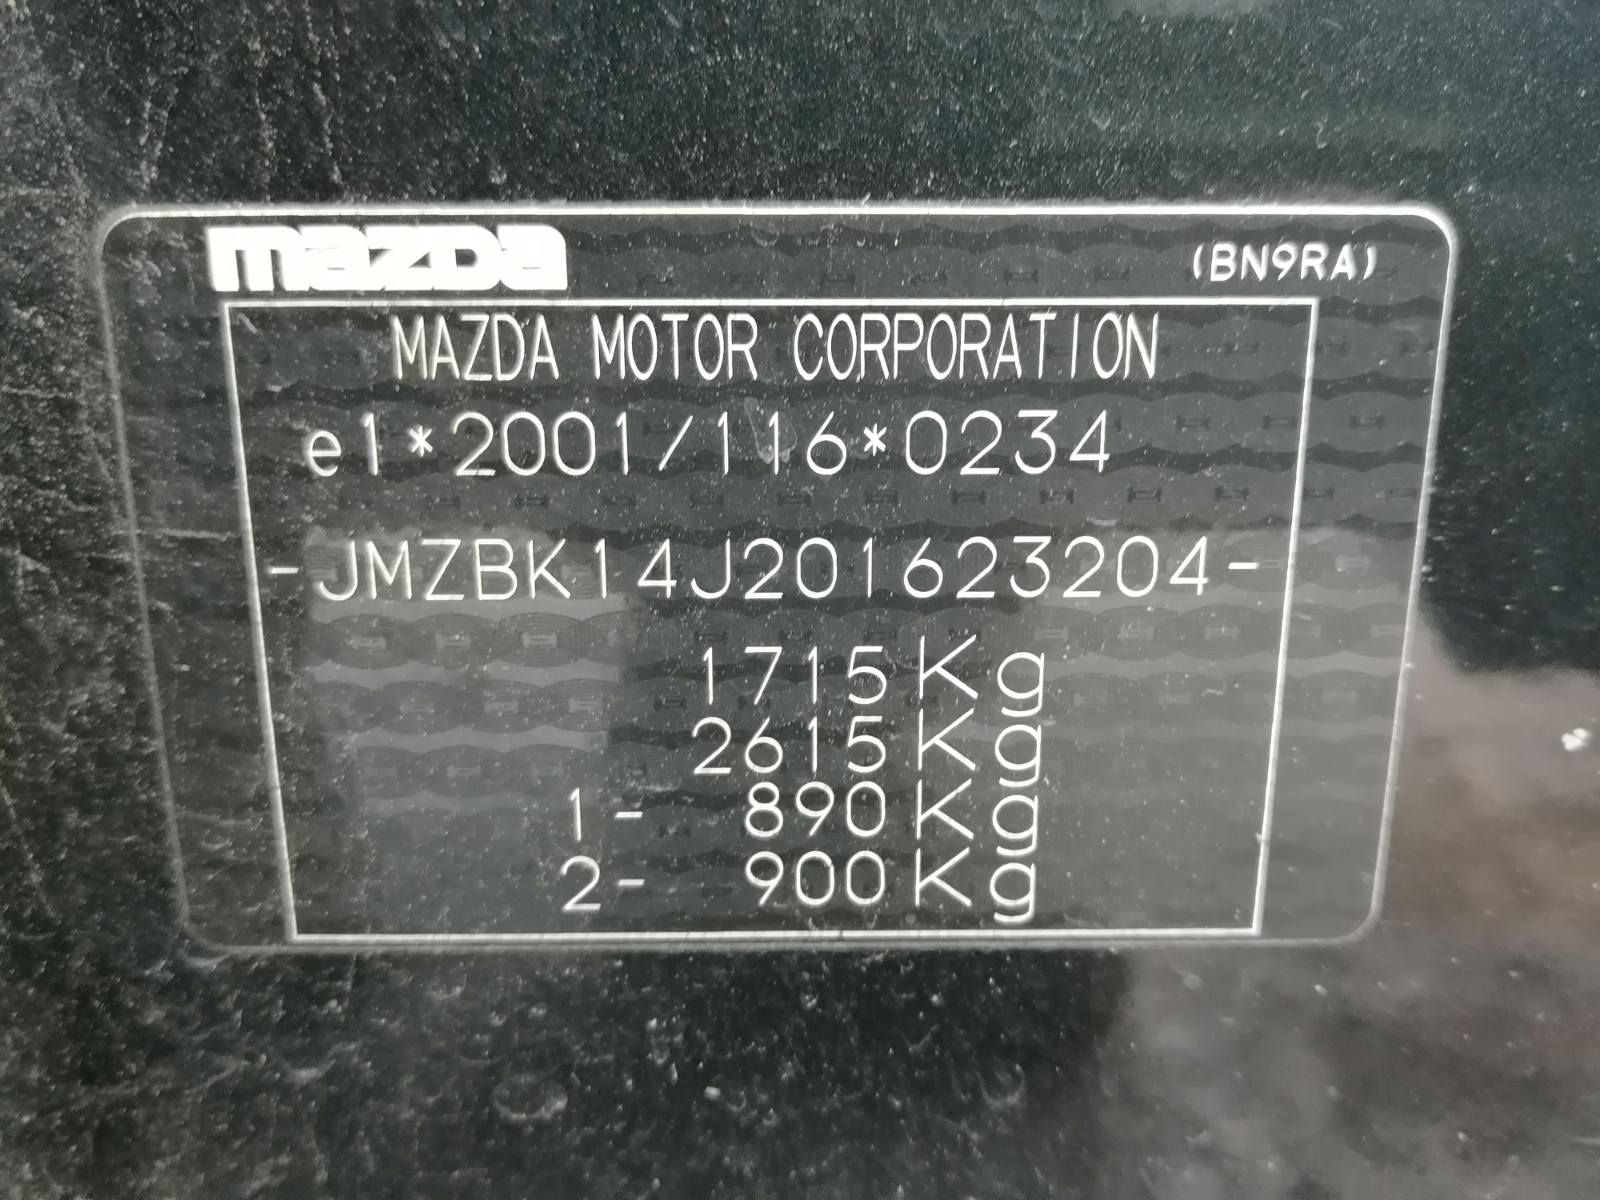 mazda (BN9RA)
MAZDA MOTOR CORPORATION
e1*2001/116*0234
-JMZBK14J201623204-
1715Kg
2615Kg
1- 890Kg
2- 900Kg